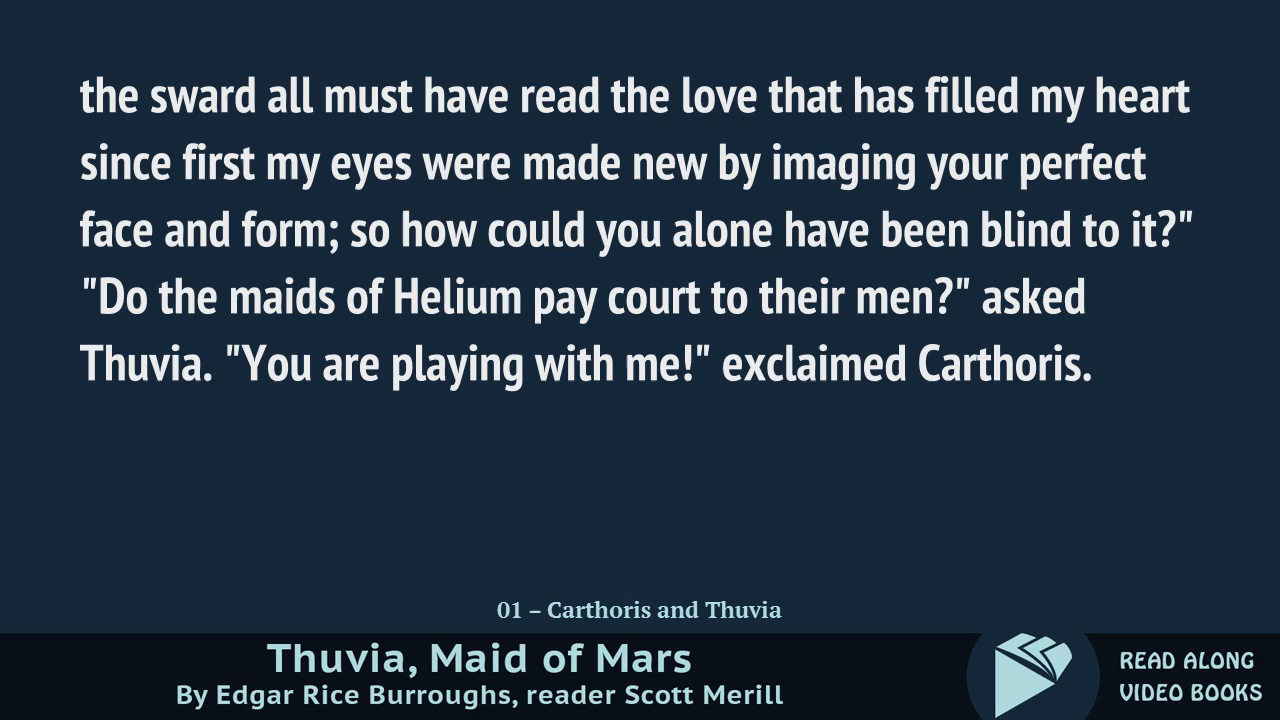 the sward all must have read the love that has filled my heart
since first my eyes were made new by imaging your perfect
face and form; so how could you alone have been blind to it?"
"Do the maids of Helium pay court to their men?" asked
Thuvia. "You are playing with me!" exclaimed Carthoris.
01 – Carthoris and Thuvia
Thuvia, Maid of Mars
By Edgar Rice Burroughs, reader Scott Merill
READ ALONG
VIDEO BOOKS